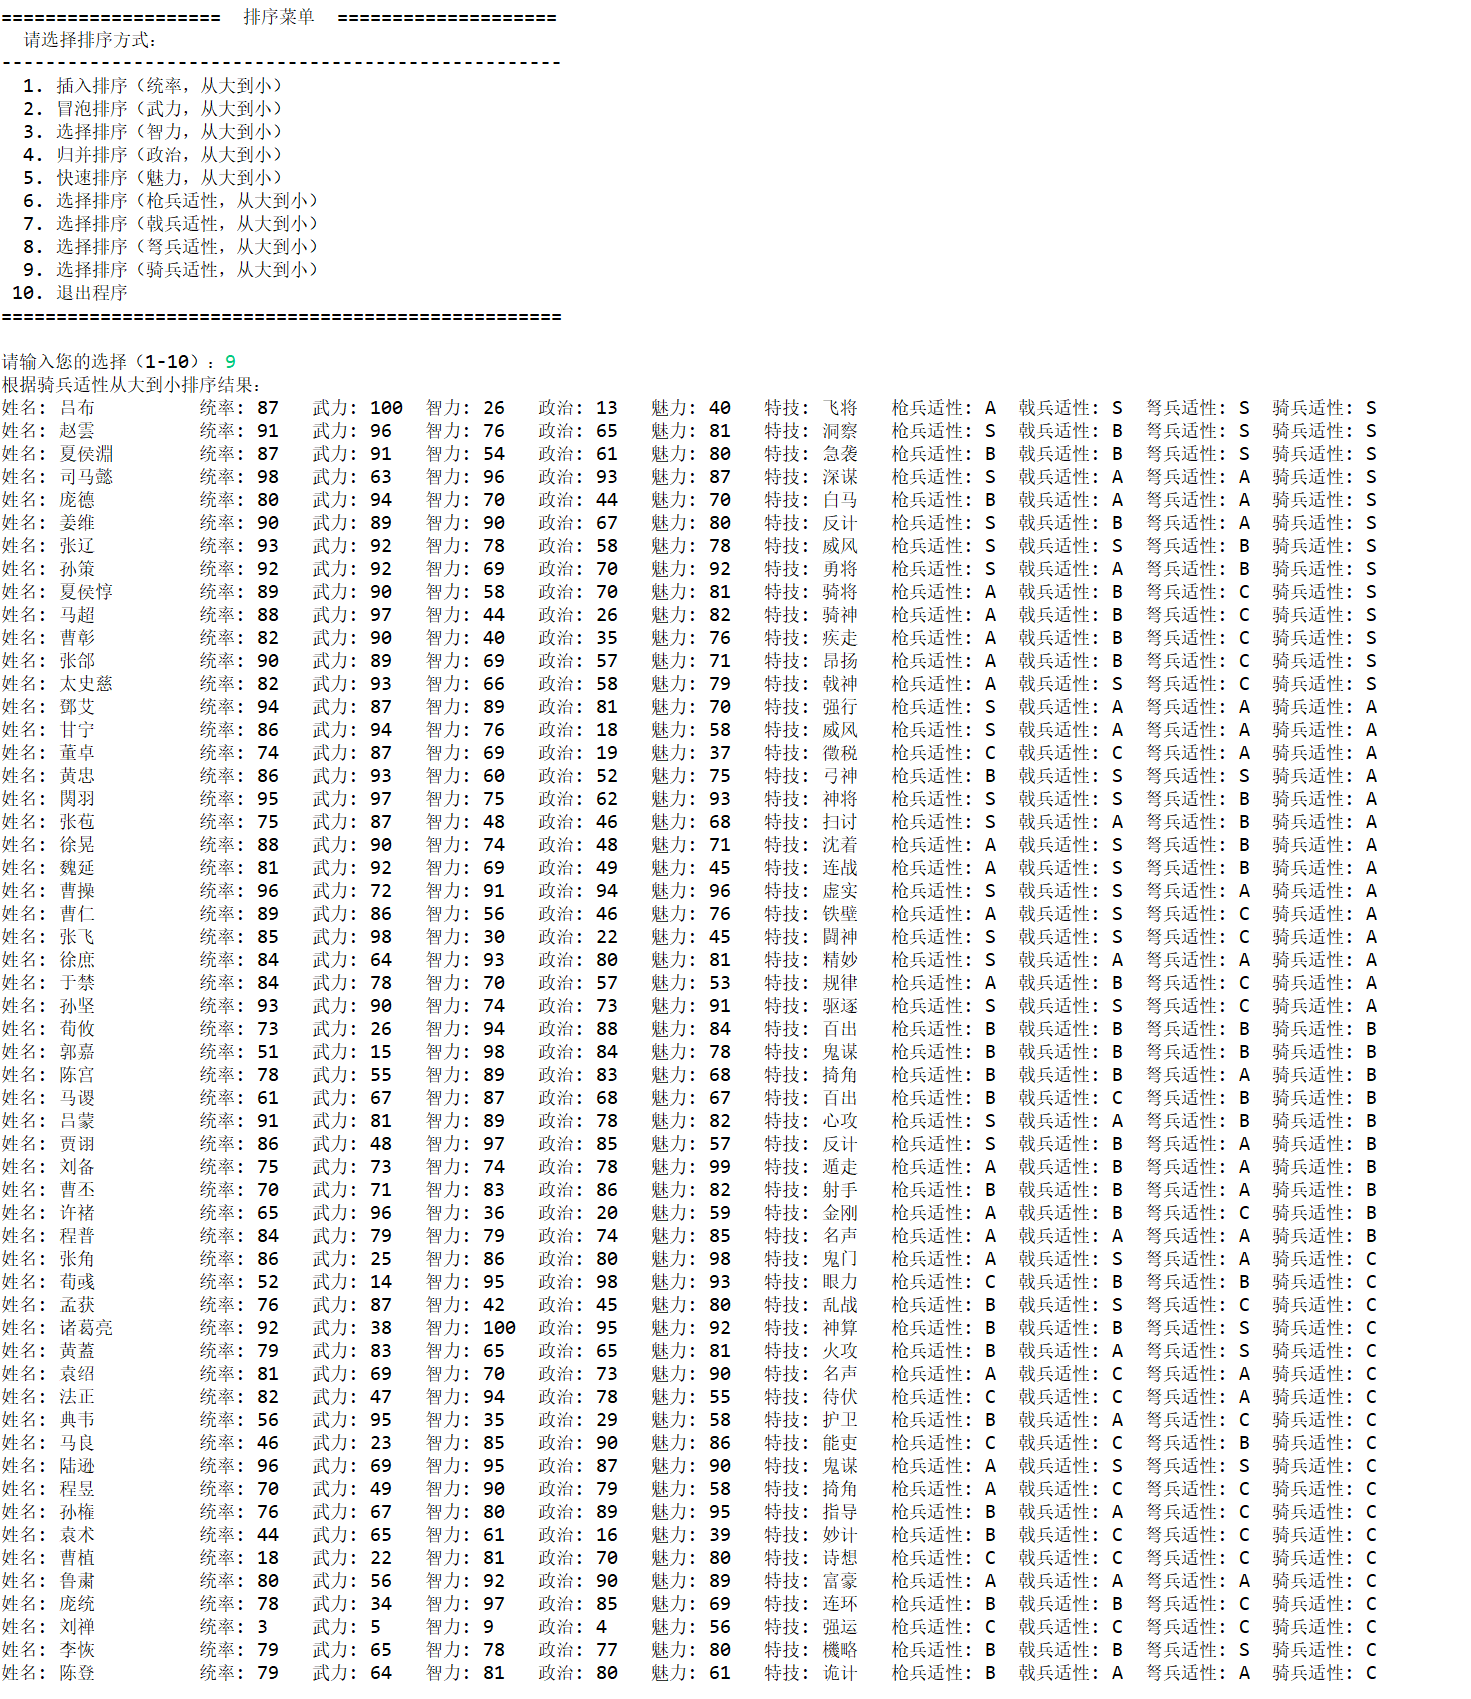 ====================  排序菜单  ====================
  请选择排序方式：
---------------------------------------------------
  1. 插入排序（统率，从大到小）
  2. 冒泡排序（武力，从大到小）
  3. 选择排序（智力，从大到小）
  4. 归并排序（政治，从大到小）
  5. 快速排序（魅力，从大到小）
  6. 选择排序（枪兵适性，从大到小）
  7. 选择排序（戟兵适性，从大到小）
  8. 选择排序（弩兵适性，从大到小）
  9. 选择排序（骑兵适性，从大到小）
 10. 退出程序
===================================================
请输入您的选择（1-10）：9
根据骑兵适性从大到小排序结果：
姓名: 吕布 统率: 87 武力: 100 智力: 26 政治: 13 魅力: 40 特技: 飞将 枪兵适性: A 戟兵适性: S 弩兵适性: S 骑兵适性: S
姓名: 赵雲 统率: 91 武力: 96 智力: 76 政治: 65 魅力: 81 特技: 洞察 枪兵适性: S 戟兵适性: B 弩兵适性: S 骑兵适性: S
姓名: 夏侯淵 统率: 87 武力: 91 智力: 54 政治: 61 魅力: 80 特技: 急袭 枪兵适性: B 戟兵适性: B 弩兵适性: S 骑兵适性: S
姓名: 司马懿 统率: 98 武力: 63 智力: 96 政治: 93 魅力: 87 特技: 深谋 枪兵适性: S 戟兵适性: A 弩兵适性: A 骑兵适性: S
姓名: 庞德 统率: 80 武力: 94 智力: 70 政治: 44 魅力: 70 特技: 白马 枪兵适性: B 戟兵适性: A 弩兵适性: A 骑兵适性: S
姓名: 姜维 统率: 90 武力: 89 智力: 90 政治: 67 魅力: 80 特技: 反计 枪兵适性: S 戟兵适性: B 弩兵适性: A 骑兵适性: S
姓名: 张辽 统率: 93 武力: 92 智力: 78 政治: 58 魅力: 78 特技: 威风 枪兵适性: S 戟兵适性: S 弩兵适性: B 骑兵适性: S
姓名: 孙策 统率: 92 武力: 92 智力: 69 政治: 70 魅力: 92 特技: 勇将 枪兵适性: S 戟兵适性: A 弩兵适性: B 骑兵适性: S
姓名: 夏侯惇 统率: 89 武力: 90 智力: 58 政治: 70 魅力: 81 特技: 骑将 枪兵适性: A 戟兵适性: B 弩兵适性: C 骑兵适性: S
姓名: 马超 统率: 88 武力: 97 智力: 44 政治: 26 魅力: 82 特技: 骑神 枪兵适性: A 戟兵适性: B 弩兵适性: C 骑兵适性: S
姓名: 曹彰 统率: 82 武力: 90 智力: 40 政治: 35 魅力: 76 特技: 疾走 枪兵适性: A 戟兵适性: B 弩兵适性: C 骑兵适性: S
姓名: 张郃 统率: 90 武力: 89 智力: 69 政治: 57 魅力: 71 特技: 昂扬 枪兵适性: A 戟兵适性: B 弩兵适性: C 骑兵适性: S
姓名: 太史慈 统率: 82 武力: 93 智力: 66 政治: 58 魅力: 79 特技: 戟神 枪兵适性: A 戟兵适性: S 弩兵适性: C 骑兵适性: S
姓名: 鄧艾 统率: 94 武力: 87 智力: 89 政治: 81 魅力: 70 特技: 强行 枪兵适性: S 戟兵适性: A 弩兵适性: A 骑兵适性: A
姓名: 甘宁 统率: 86 武力: 94 智力: 76 政治: 18 魅力: 58 特技: 威风 枪兵适性: S 戟兵适性: A 弩兵适性: A 骑兵适性: A
姓名: 董卓 统率: 74 武力: 87 智力: 69 政治: 19 魅力: 37 特技: 徵税 枪兵适性: C 戟兵适性: C 弩兵适性: A 骑兵适性: A
姓名: 黄忠 统率: 86 武力: 93 智力: 60 政治: 52 魅力: 75 特技: 弓神 枪兵适性: B 戟兵适性: S 弩兵适性: S 骑兵适性: A
姓名: 関羽 统率: 95 武力: 97 智力: 75 政治: 62 魅力: 93 特技: 神将 枪兵适性: S 戟兵适性: S 弩兵适性: B 骑兵适性: A
姓名: 张苞 统率: 75 武力: 87 智力: 48 政治: 46 魅力: 68 特技: 扫讨 枪兵适性: S 戟兵适性: A 弩兵适性: B 骑兵适性: A
姓名: 徐晃 统率: 88 武力: 90 智力: 74 政治: 48 魅力: 71 特技: 沈着 枪兵适性: A 戟兵适性: S 弩兵适性: B 骑兵适性: A
姓名: 魏延 统率: 81 武力: 92 智力: 69 政治: 49 魅力: 45 特技: 连战 枪兵适性: A 戟兵适性: S 弩兵适性: B 骑兵适性: A
姓名: 曹操 统率: 96 武力: 72 智力: 91 政治: 94 魅力: 96 特技: 虚实 枪兵适性: S 戟兵适性: S 弩兵适性: A 骑兵适性: A
姓名: 曹仁 统率: 89 武力: 86 智力: 56 政治: 46 魅力: 76 特技: 铁壁 枪兵适性: A 戟兵适性: S 弩兵适性: C 骑兵适性: A
姓名: 张飞 统率: 85 武力: 98 智力: 30 政治: 22 魅力: 45 特技: 闘神 枪兵适性: S 戟兵适性: S 弩兵适性: C 骑兵适性: A
姓名: 徐庶 统率: 84 武力: 64 智力: 93 政治: 80 魅力: 81 特技: 精妙 枪兵适性: S 戟兵适性: A 弩兵适性: A 骑兵适性: A
姓名: 于禁 统率: 84 武力: 78 智力: 70 政治: 57 魅力: 53 特技: 规律 枪兵适性: A 戟兵适性: B 弩兵适性: C 骑兵适性: A
姓名: 孙坚 统率: 93 武力: 90 智力: 74 政治: 73 魅力: 91 特技: 驱逐 枪兵适性: S 戟兵适性: S 弩兵适性: C 骑兵适性: A
姓名: 荀攸 统率: 73 武力: 26 智力: 94 政治: 88 魅力: 84 特技: 百出 枪兵适性: B 戟兵适性: B 弩兵适性: B 骑兵适性: B
姓名: 郭嘉 统率: 51 武力: 15 智力: 98 政治: 84 魅力: 78 特技: 鬼谋 枪兵适性: B 戟兵适性: B 弩兵适性: B 骑兵适性: B
姓名: 陈宫 统率: 78 武力: 55 智力: 89 政治: 83 魅力: 68 特技: 掎角 枪兵适性: B 戟兵适性: B 弩兵适性: A 骑兵适性: B
姓名: 马谡 统率: 61 武力: 67 智力: 87 政治: 68 魅力: 67 特技: 百出 枪兵适性: B 戟兵适性: C 弩兵适性: B 骑兵适性: B
姓名: 吕蒙 统率: 91 武力: 81 智力: 89 政治: 78 魅力: 82 特技: 心攻 枪兵适性: S 戟兵适性: A 弩兵适性: B 骑兵适性: B
姓名: 贾诩 统率: 86 武力: 48 智力: 97 政治: 85 魅力: 57 特技: 反计 枪兵适性: S 戟兵适性: B 弩兵适性: A 骑兵适性: B
姓名: 刘备 统率: 75 武力: 73 智力: 74 政治: 78 魅力: 99 特技: 遁走 枪兵适性: A 戟兵适性: B 弩兵适性: A 骑兵适性: B
姓名: 曹丕 统率: 70 武力: 71 智力: 83 政治: 86 魅力: 82 特技: 射手 枪兵适性: B 戟兵适性: B 弩兵适性: A 骑兵适性: B
姓名: 许褚 统率: 65 武力: 96 智力: 36 政治: 20 魅力: 59 特技: 金刚 枪兵适性: A 戟兵适性: B 弩兵适性: C 骑兵适性: B
姓名: 程普 统率: 84 武力: 79 智力: 79 政治: 74 魅力: 85 特技: 名声 枪兵适性: A 戟兵适性: A 弩兵适性: A 骑兵适性: B
姓名: 张角 统率: 86 武力: 25 智力: 86 政治: 80 魅力: 98 特技: 鬼门 枪兵适性: A 戟兵适性: S 弩兵适性: A 骑兵适性: C
姓名: 荀彧 统率: 52 武力: 14 智力: 95 政治: 98 魅力: 93 特技: 眼力 枪兵适性: C 戟兵适性: B 弩兵适性: B 骑兵适性: C
姓名: 孟获 统率: 76 武力: 87 智力: 42 政治: 45 魅力: 80 特技: 乱战 枪兵适性: B 戟兵适性: S 弩兵适性: C 骑兵适性: C
姓名: 诸葛亮 统率: 92 武力: 38 智力: 100 政治: 95 魅力: 92 特技: 神算 枪兵适性: B 戟兵适性: B 弩兵适性: S 骑兵适性: C
姓名: 黄蓋 统率: 79 武力: 83 智力: 65 政治: 65 魅力: 81 特技: 火攻 枪兵适性: B 戟兵适性: A 弩兵适性: S 骑兵适性: C
姓名: 袁绍 统率: 81 武力: 69 智力: 70 政治: 73 魅力: 90 特技: 名声 枪兵适性: A 戟兵适性: C 弩兵适性: A 骑兵适性: C
姓名: 法正 统率: 82 武力: 47 智力: 94 政治: 78 魅力: 55 特技: 待伏 枪兵适性: C 戟兵适性: C 弩兵适性: A 骑兵适性: C
姓名: 典韦 统率: 56 武力: 95 智力: 35 政治: 29 魅力: 58 特技: 护卫 枪兵适性: B 戟兵适性: A 弩兵适性: C 骑兵适性: C
姓名: 马良 统率: 46 武力: 23 智力: 85 政治: 90 魅力: 86 特技: 能吏 枪兵适性: C 戟兵适性: C 弩兵适性: B 骑兵适性: C
姓名: 陆逊 统率: 96 武力: 69 智力: 95 政治: 87 魅力: 90 特技: 鬼谋 枪兵适性: A 戟兵适性: S 弩兵适性: S 骑兵适性: C
姓名: 程昱 统率: 70 武力: 49 智力: 90 政治: 79 魅力: 58 特技: 掎角 枪兵适性: A 戟兵适性: C 弩兵适性: C 骑兵适性: C
姓名: 孙権 统率: 76 武力: 67 智力: 80 政治: 89 魅力: 95 特技: 指导 枪兵适性: B 戟兵适性: A 弩兵适性: C 骑兵适性: C
姓名: 袁术 统率: 44 武力: 65 智力: 61 政治: 16 魅力: 39 特技: 妙计 枪兵适性: B 戟兵适性: C 弩兵适性: C 骑兵适性: C
姓名: 曹植 统率: 18 武力: 22 智力: 81 政治: 70 魅力: 80 特技: 诗想 枪兵适性: C 戟兵适性: C 弩兵适性: C 骑兵适性: C
姓名: 鲁肃 统率: 80 武力: 56 智力: 92 政治: 90 魅力: 89 特技: 富豪 枪兵适性: A 戟兵适性: A 弩兵适性: A 骑兵适性: C
姓名: 庞统 统率: 78 武力: 34 智力: 97 政治: 85 魅力: 69 特技: 连环 枪兵适性: B 戟兵适性: B 弩兵适性: C 骑兵适性: C
姓名: 刘禅 统率: 3 武力: 5 智力: 9 政治: 4 魅力: 56 特技: 强运 枪兵适性: C 戟兵适性: C 弩兵适性: C 骑兵适性: C
姓名: 李恢 统率: 79 武力: 65 智力: 78 政治: 77 魅力: 80 特技: 機略 枪兵适性: B 戟兵适性: B 弩兵适性: S 骑兵适性: C
姓名: 陈登 统率: 79 武力: 64 智力: 81 政治: 80 魅力: 61 特技: 诡计 枪兵适性: B 戟兵适性: A 弩兵适性: A 骑兵适性: C